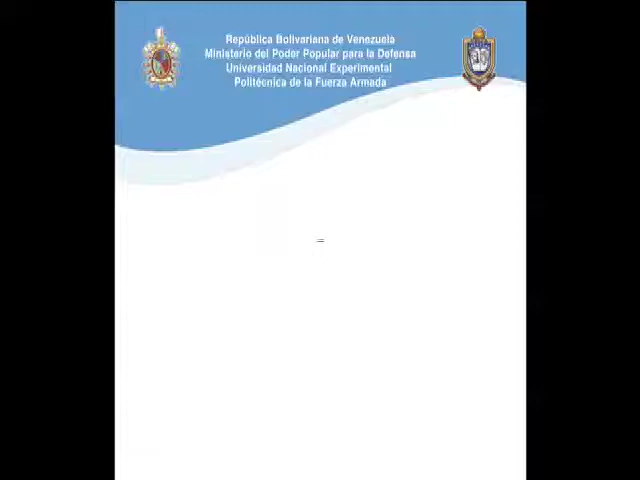 República Bolivariana de Venezuela
Ministerio del Poder Popular para la Defensa
Universidad Nacional Experimental
Politécnica de la Fuerza Armada